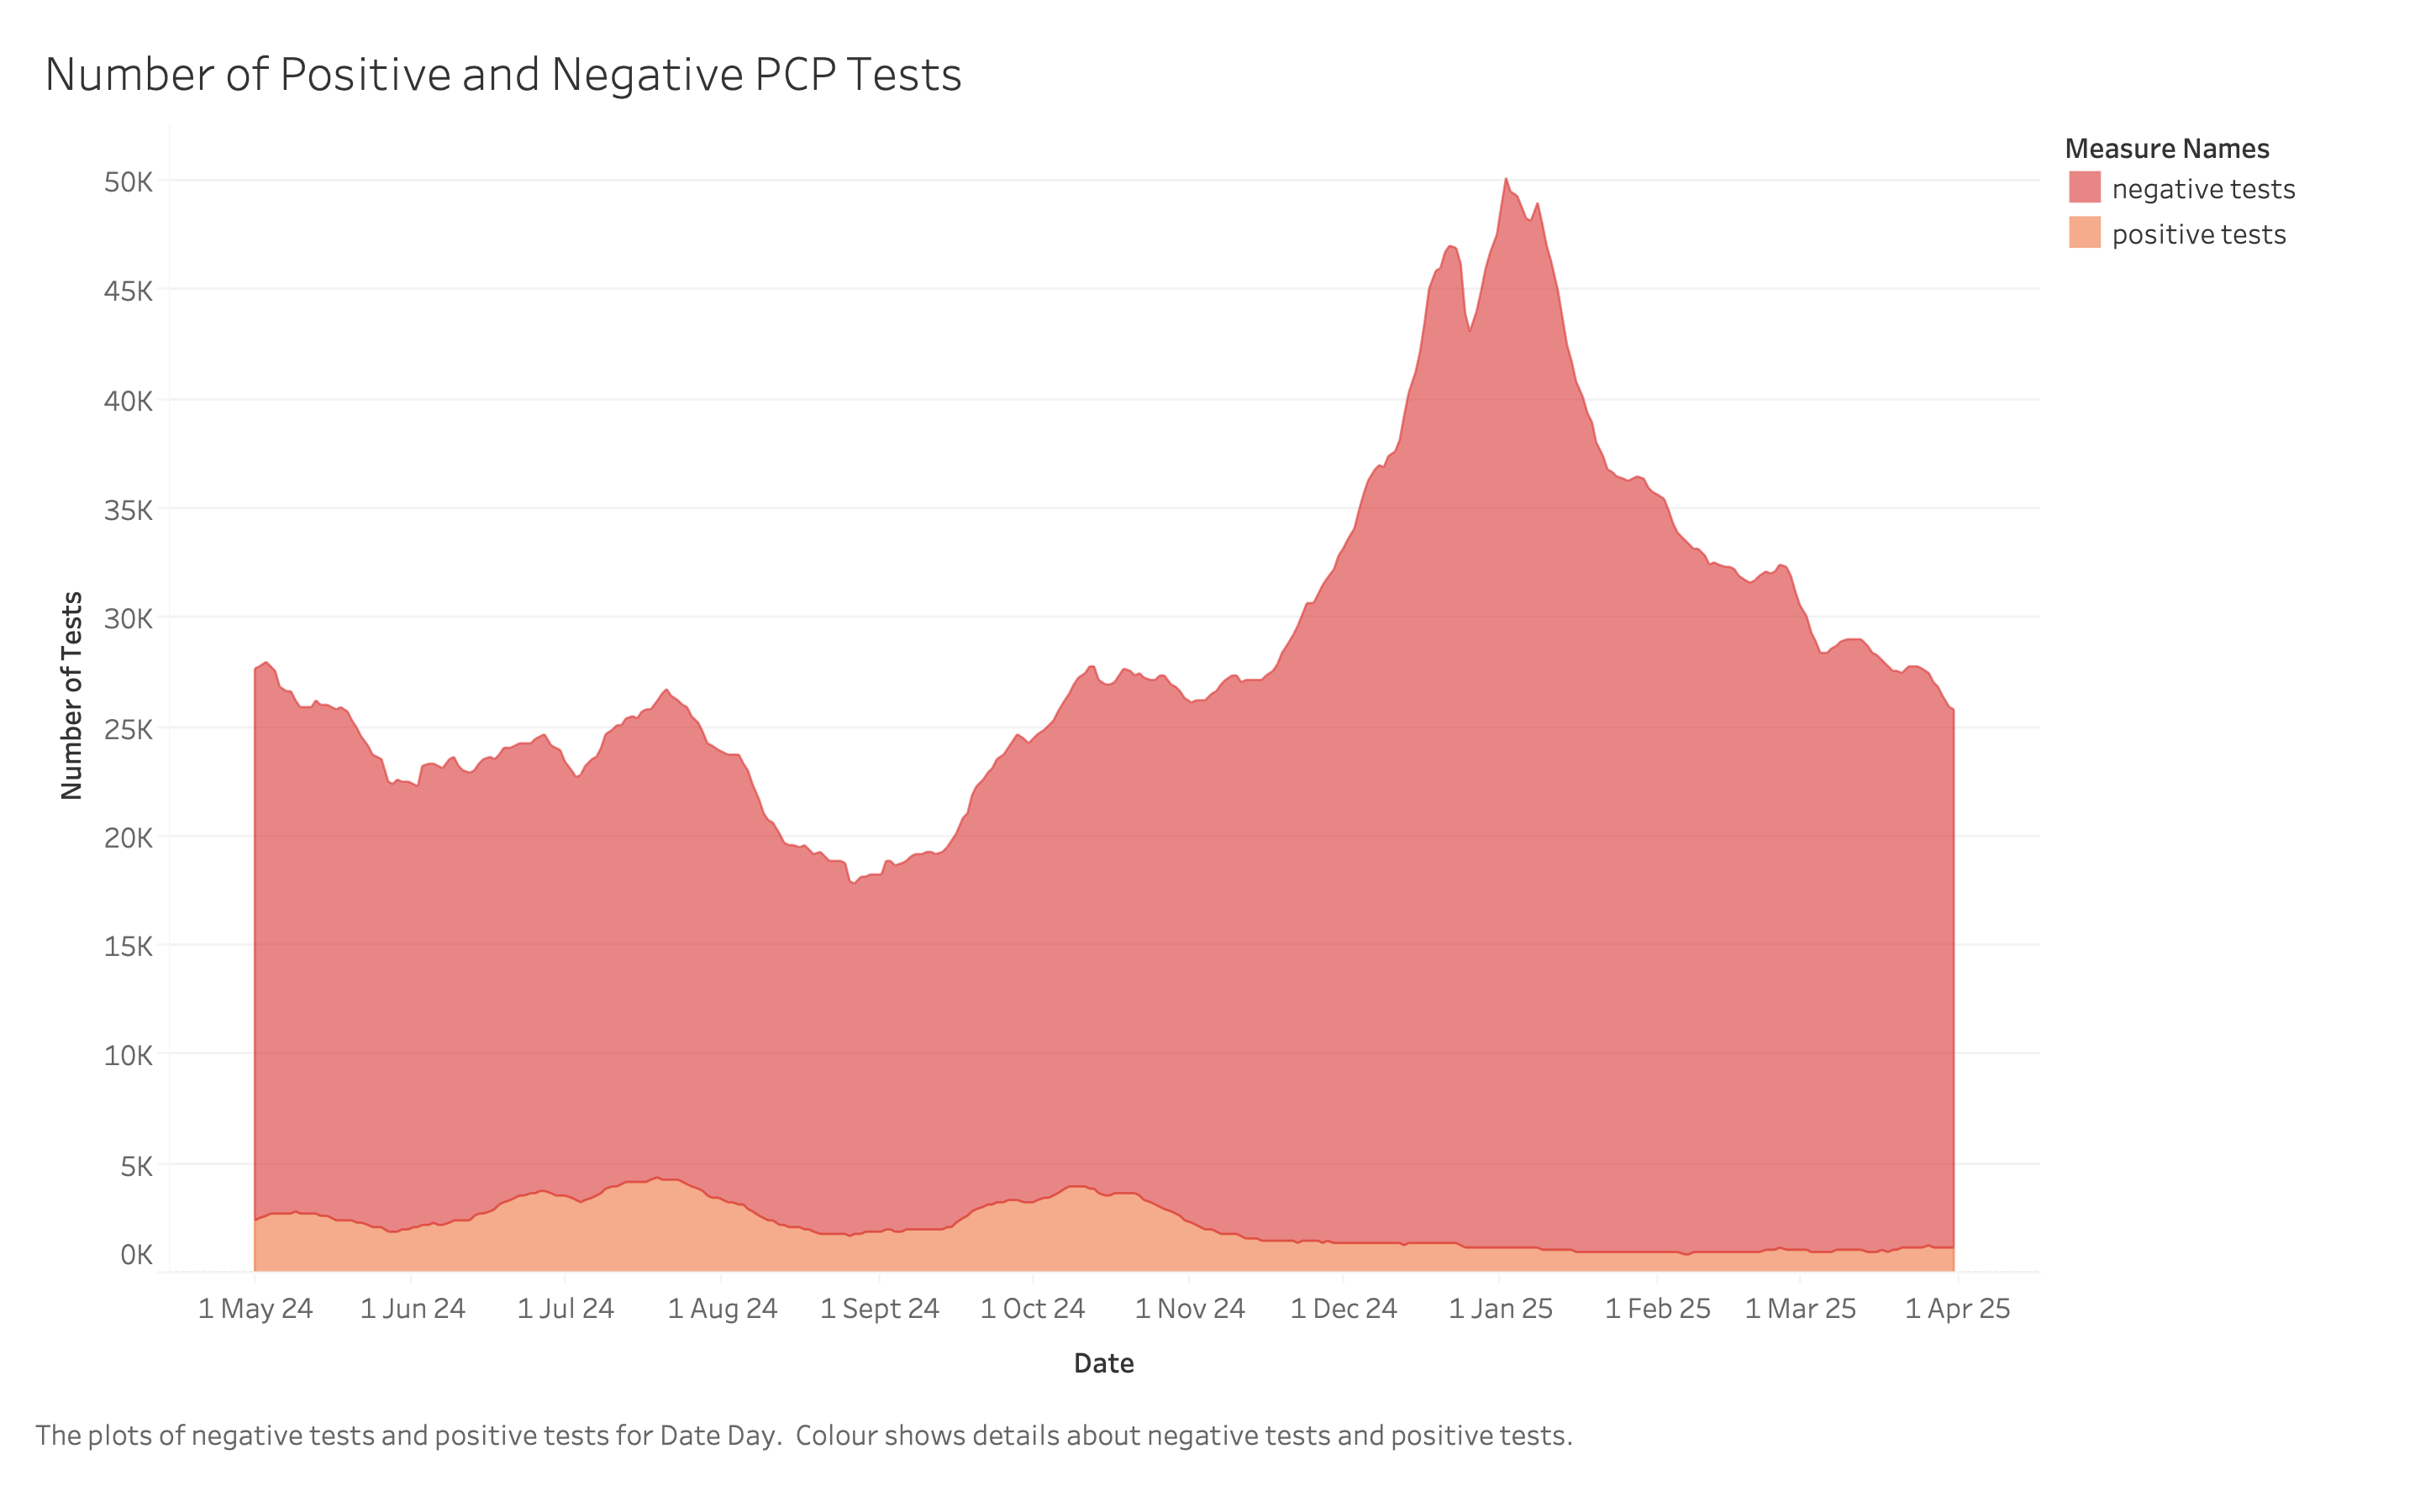 Number of Positive and Negative PCP Tests
Measure Names
negative tests
positive tests
50K
45K
40K
35K
30K
25K
20K
15K
10K
5K
0K
Number of Tests
1 May 24
1 Jun 24
1 Jul 24
1 Aug 24
1 Sept 24
1 Oct 24
1 Nov 24
1 Dec 24
1 Jan 25
1 Feb 25
1 Mar 25
1 Apr 25
Date
The plots of negative tests and positive tests for Date Day.  Colour shows details about negative tests and positive tests.